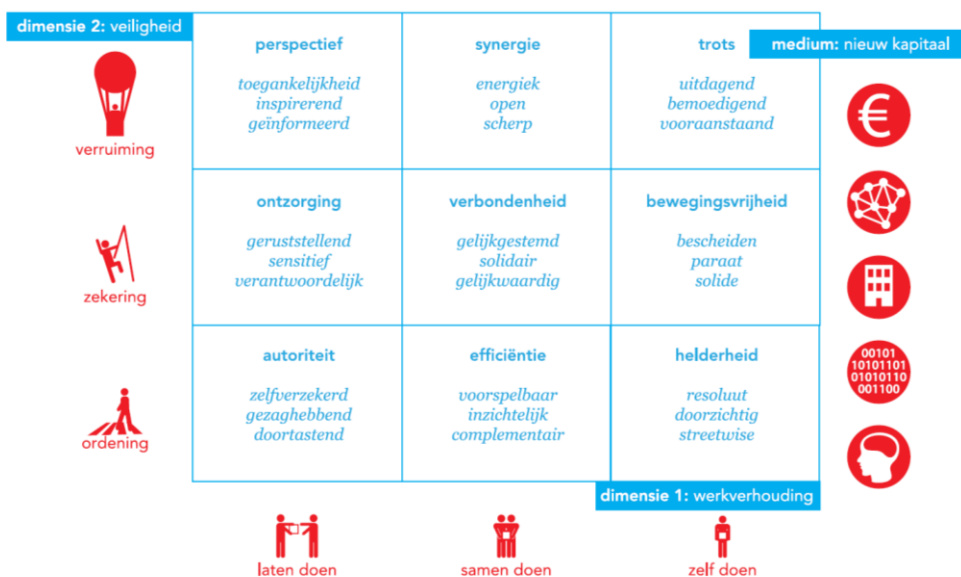 dimensie 2: veiligheid
perspectief
toegankelijkheid
inspirerend
geïnformeerd
synergie
energiek
open
scherp
trots
uitdagend
bemoedigend
vooraanstaand
medium: nieuw kapitaal
verruiming
€
ontzorging
geruststellend
sensitief
verantwoordelijk
verbondenheid
gelijkgestemd
solidair
gelijkwaardig
bewegingsvrijheid
bescheiden
paraat
solide
zekering
autoriteit
zelfverzekerd
gezaghebbend
doortastend
efficiëntie
voorspelbaar
inzichtelijk
complementair
helderheid
resoluut
doorzichtig
streetwise
00101
10101101
01010110
001100
ordening
dimensie 1: werkverhouding
laten doen
samen doen
zelf doen